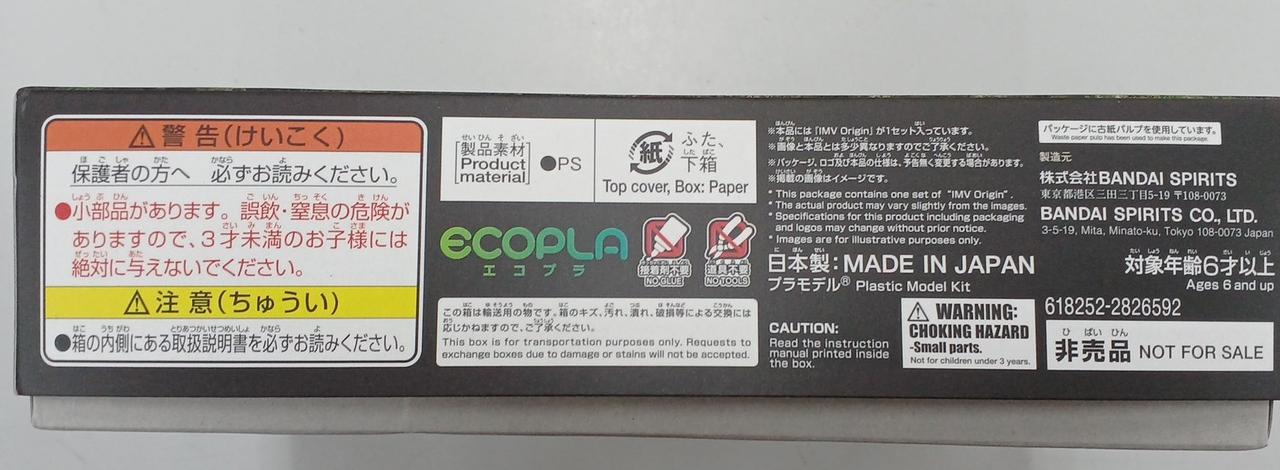 警告(けいこく)
保護者の方へ 必ずお読みください。
●小部品があります。誤飲・窒息の危険が
ありますので、3才未満のお子様には
絶対に与えないでください。
注意(ちゅうい)
●箱の内側にある取扱説明書を必ずお読みください。
[製品素材] ●PS
Product material
紙
ふた、
下箱
Top cover, Box: Paper
ECOPLA
エコプラ
接着剤不要
NO GLUE
道具不要
NO TOOLS
この箱は輸送用の物です。箱のキズ、汚れ、潰れ、破損等による交換には
応じかねますので、ご了承ください。
This box is for transportation purposes only. Requests to
exchange boxes due to damage or stains will not be accepted.
※本品には「IMV Origin」が1セット入っています。
※画像と本品とは多少異なりますのでご了承ください。
※パッケージ、ロゴ及び本品の仕様は、予告無く変更する場合があります。
※掲載の画像はイメージです。
* This package contains one set of "IMV Origin".
* The actual product may vary slightly from the images.
* Specifications for this product including packaging
and logos may change without prior notice.
* Images are for illustrative purposes only.
日本製:MADE IN JAPAN
プラモデル® Plastic Model Kit
CAUTION:
Read the instruction
manual printed inside
the box.
WARNING:
CHOKING HAZARD
-Small parts.
Not for children under 3 years.
パッケージに古紙パルプを使用しています。
Waste paper pulp has been used to make this package.
製造元
株式会社BANDAI SPIRITS
東京都港区三田三丁目5-19 〒108-0073
BANDAI SPIRITS CO., LTD.
3-5-19, Mita, Minato-ku, Tokyo 108-0073 Japan
対象年齢6才以上
Ages 6 and up
618252-2826592
非売品 NOT FOR SALE